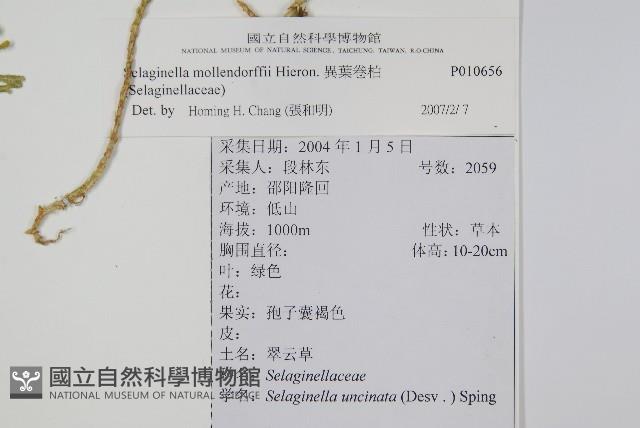 國立自然科學博物館
NATIONAL MUSEUM OF NATURAL SCIENCE, TAICHUNG, TAIWAN, R.O.CHINA
Selaginella mollendorffii Hieron. 異葉卷柏 P010656
(Selaginellaceae)
Det. by Homing H. Chang (張和明) 2007/2/7
采集日期：2004 年 1 月 5 日
采集人：段林东 号数：2059
产地：邵阳隆回
环境：低山
海拔：1000m 性状：草本
胸围直径： 体高：10-20cm
叶：绿色
花：
果实：孢子囊褐色
皮：
土名：翠云草
Selaginellaceae
学名：Selaginella uncinata (Desv . ) Sping
國立自然科學博物館
NATIONAL MUSEUM OF NATURAL SCIENCE